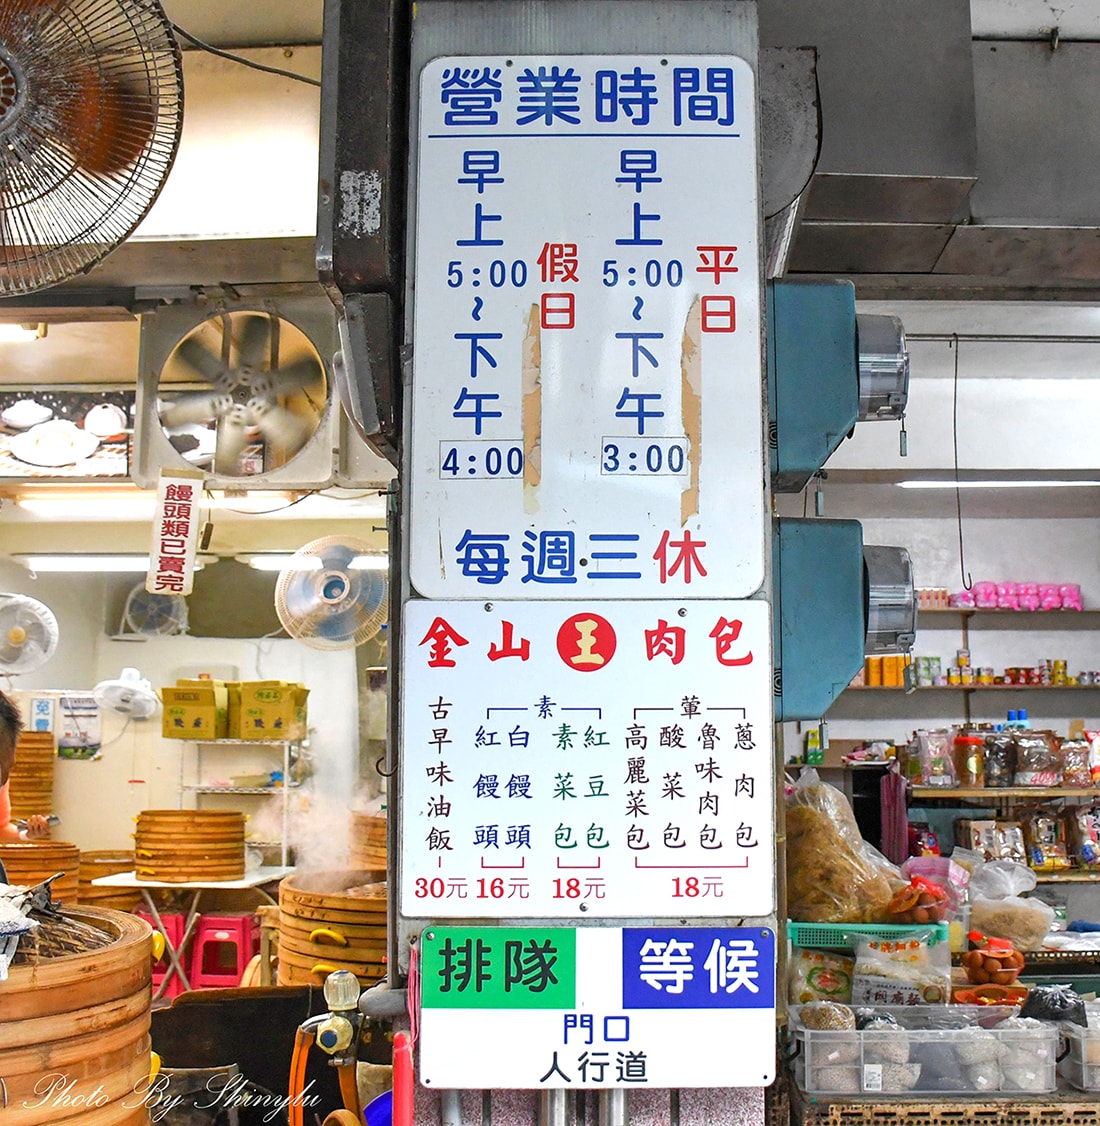 營業時間
平日
早上5:00~下午3:00
假日
早上5:00~下午4:00
每週三休
金山王肉包
葷
蔥肉包
魯味肉包
酸菜包
高麗菜包
18元
素
紅豆包
素菜包
18元
白饅頭
紅饅頭
16元
古早味油飯
30元
排隊 等候
門口
人行道
饅頭類已賣完
免費
Photo By Shinylu